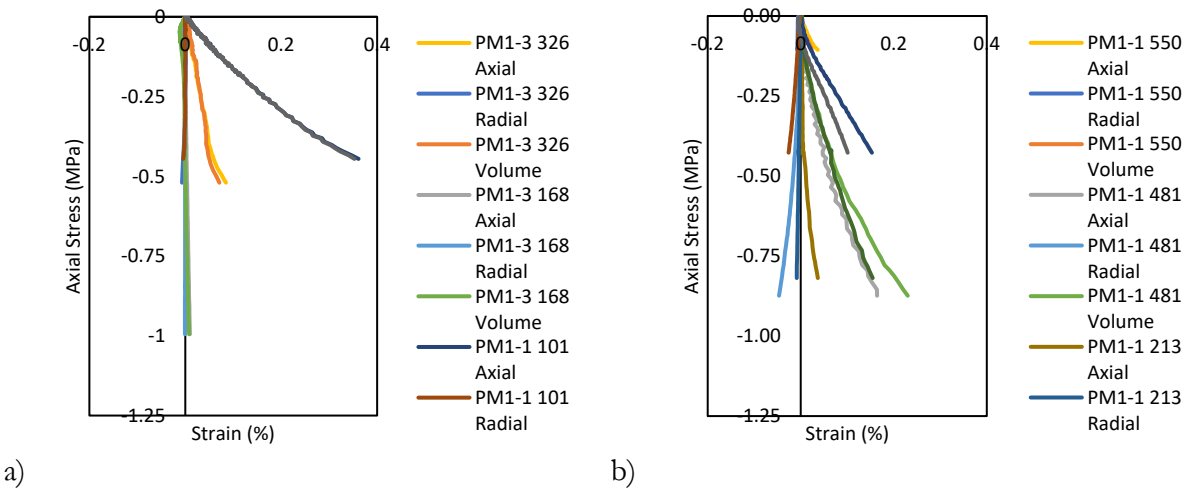 0
-0.2
0
0.2
0.4
-0.25
-0.5
-0.75
-1
-1.25
Axial Stress (MPa)
Strain (%)
PM1-3 326
Axial
PM1-3 326
Radial
PM1-3 326
Volume
PM1-3 168
Axial
PM1-3 168
Radial
PM1-3 168
Volume
PM1-1 101
Axial
PM1-1 101
Radial
a)
0.00
-0.2
0
0.2
0.4
-0.25
-0.50
-0.75
-1.00
-1.25
Axial Stress (MPa)
Strain (%)
PM1-1 550
Axial
PM1-1 550
Radial
PM1-1 550
Volume
PM1-1 481
Axial
PM1-1 481
Radial
PM1-1 481
Volume
PM1-1 213
Axial
PM1-1 213
Radial
b)